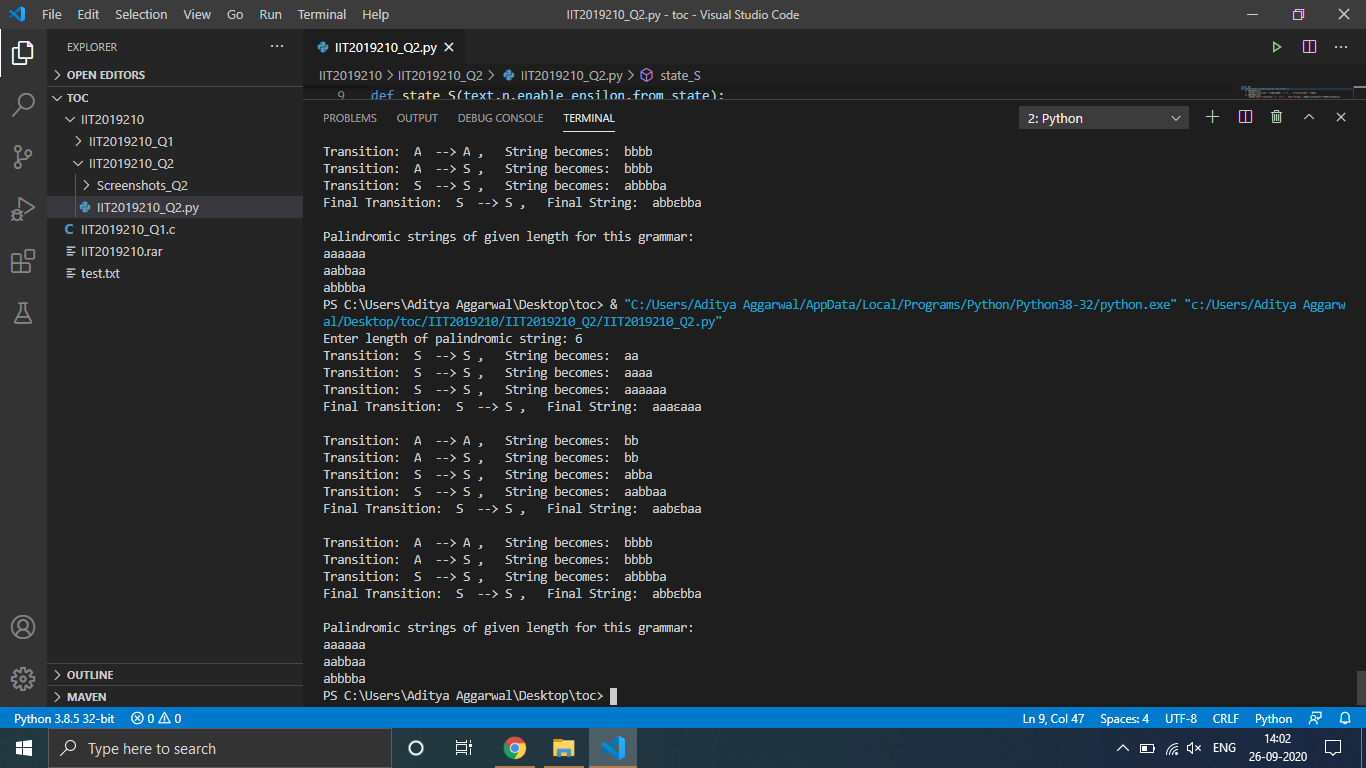 File Edit Selection View Go Run Terminal Help IIT2019210_Q2.py - toc - Visual Studio Code
EXPLORER
OPEN EDITORS
TOC
IIT2019210
IIT2019210_Q1
IIT2019210_Q2
Screenshots_Q2
IIT2019210_Q2.py
C IIT2019210_Q1.c
IIT2019210.rar
test.txt
OUTLINE
MAVEN
IIT2019210_Q2.py
IIT2019210 > IIT2019210_Q2 > IIT2019210_Q2.py > state_S
9 def state_S(text,n,enable_epsilon,from_state):
PROBLEMS OUTPUT DEBUG CONSOLE TERMINAL 2: Python
Transition: A --> A , String becomes: bbbb
Transition: A --> S , String becomes: bbbb
Transition: S --> S , String becomes: abbbba
Final Transition: S --> S , Final String: abbεbba
Palindromic strings of given length for this grammar:
aaaaaa
aabbaa
abbbba
PS C:\Users\Aditya Aggarwal\Desktop\toc> & "C:/Users/Aditya Aggarwal/AppData/Local/Programs/Python/Python38-32/python.exe" "c:/Users/Aditya Aggarw
al/Desktop/toc/IIT2019210/IIT2019210_Q2/IIT2019210_Q2.py"
Enter length of palindromic string: 6
Transition: S --> S , String becomes: aa
Transition: S --> S , String becomes: aaaa
Transition: S --> S , String becomes: aaaaaa
Final Transition: S --> S , Final String: aaaεaaa
Transition: A --> A , String becomes: bb
Transition: A --> S , String becomes: bb
Transition: S --> S , String becomes: abba
Transition: S --> S , String becomes: aabbaa
Final Transition: S --> S , Final String: aabεbaa
Transition: A --> A , String becomes: bbbb
Transition: A --> S , String becomes: bbbb
Transition: S --> S , String becomes: abbbba
Final Transition: S --> S , Final String: abbεbba
Palindromic strings of given length for this grammar:
aaaaaa
aabbaa
abbbba
PS C:\Users\Aditya Aggarwal\Desktop\toc>
Python 3.8.5 32-bit 0 0 Ln 9, Col 47 Spaces: 4 UTF-8 CRLF Python
Type here to search
ENG
14:02
26-09-2020